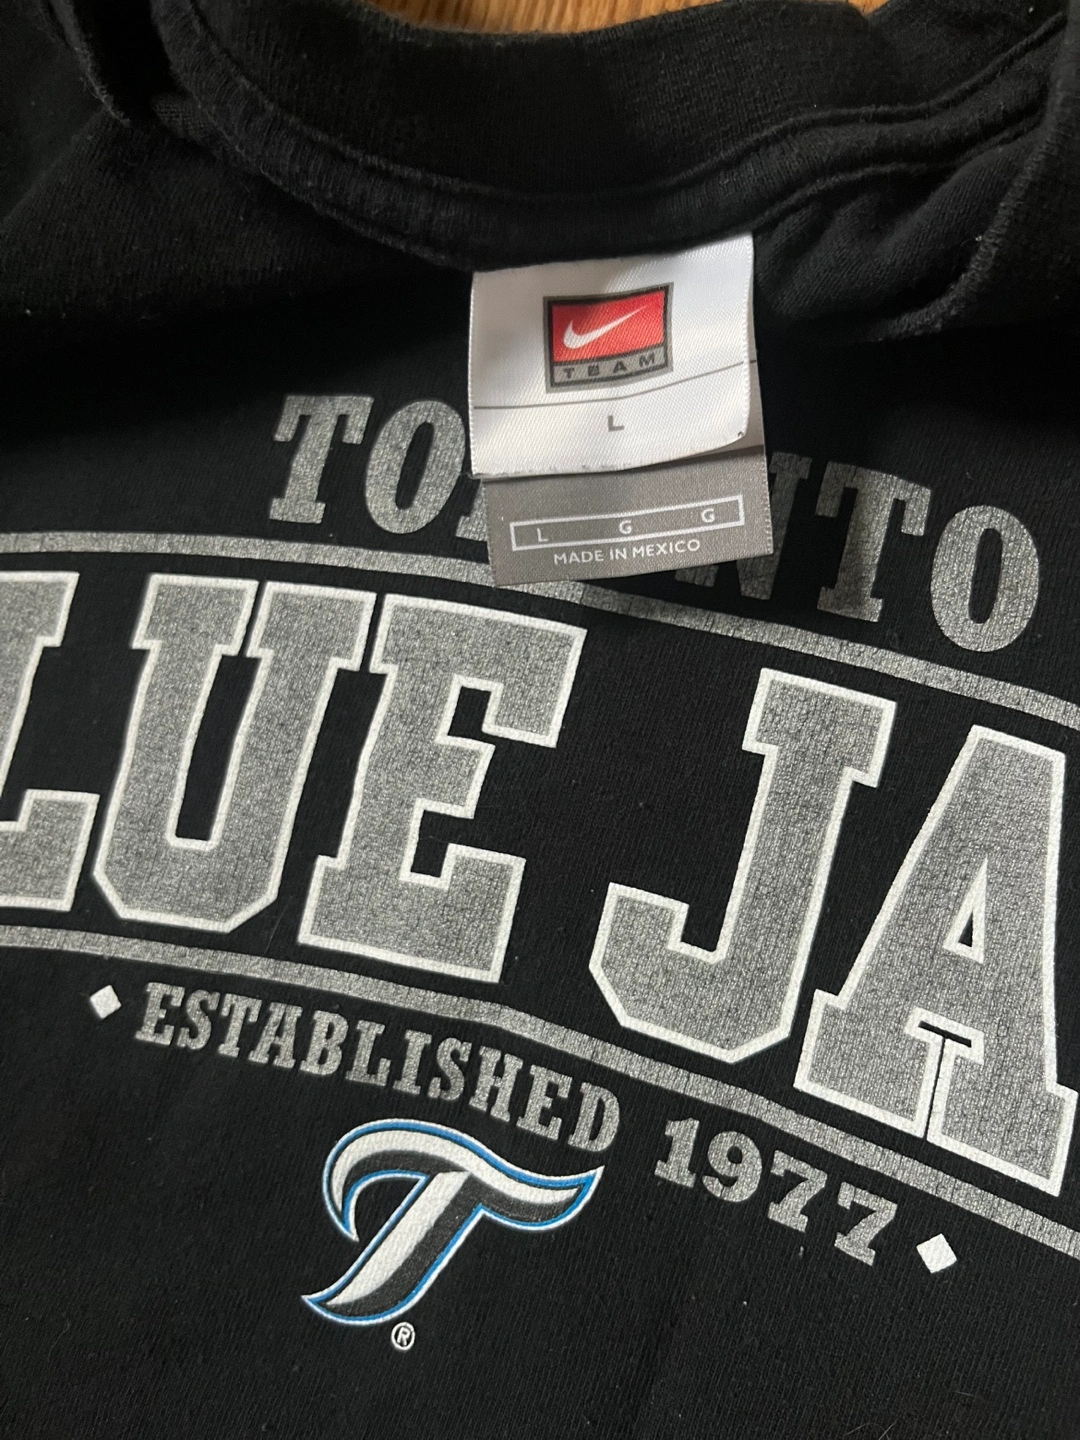 TEAM
L
L G G
MADE IN MEXICO
TO NTO
LUE JA
ESTABLISHED 1977
T
®